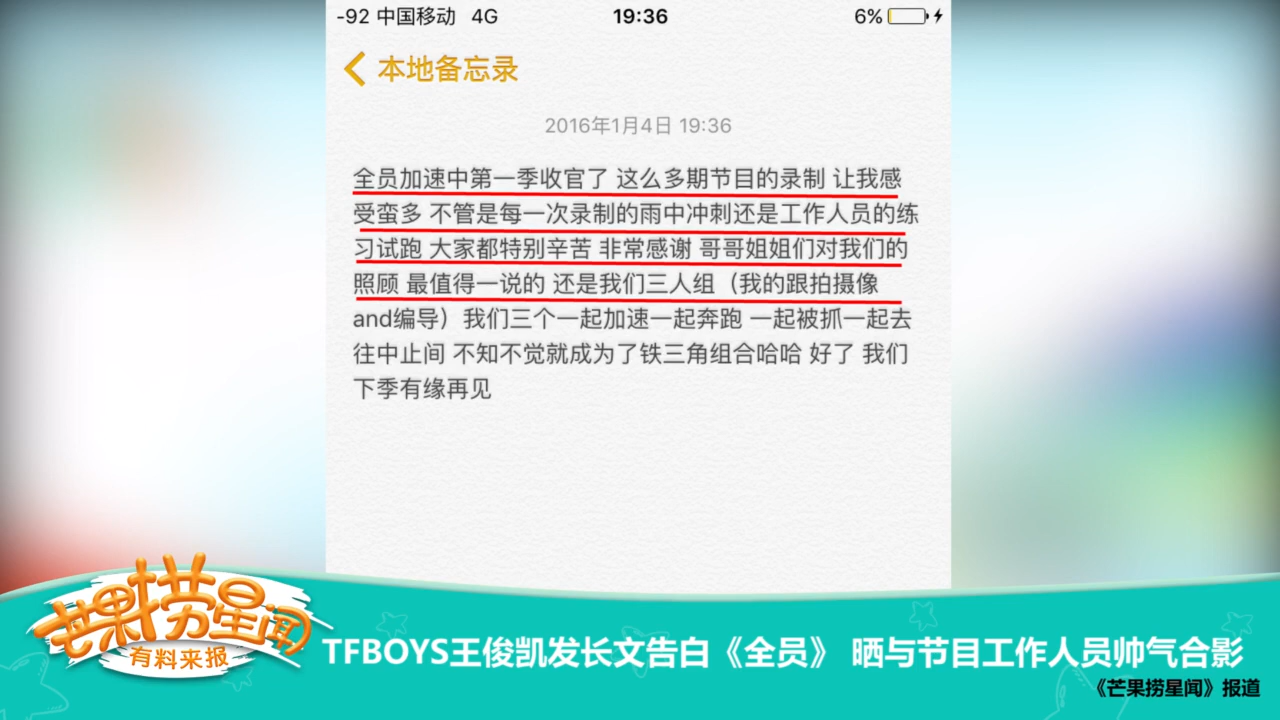 -92 中国移动 4G 19:36 6%
本地备忘录
2016年1月4日 19:36
全员加速中第一季收官了 这么多期节目的录制 让我感
受蛮多 不管是每一次录制的雨中冲刺还是工作人员的练
习试跑 大家都特别辛苦 非常感谢 哥哥姐姐们对我们的
照顾 最值得一说的 还是我们三人组（我的跟拍摄像
and编导）我们三个一起加速一起奔跑 一起被抓一起去
往中止间 不知不觉就成为了铁三角组合哈哈 好了 我们
下季有缘再见
芒果捞星闻
有料来报
TFBOYS王俊凯发长文告白《全员》 晒与节目工作人员帅气合影
《芒果捞星闻》报道